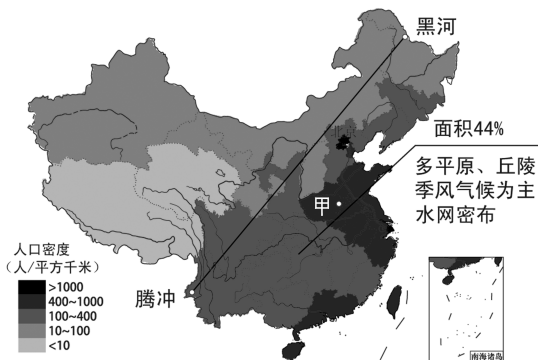 黑河
面积44%
多平原、丘陵
季风气候为主
水网密布
甲
人口密度
(人/平方千米)
>1000
400~1000
100~400
10~100
<10
腾冲
南海诸岛